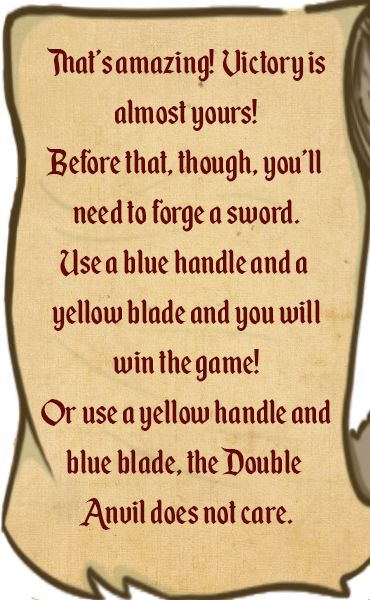 That's amazing! Victory is
almost yours!
Before that, though, you'll
need to forge a sword.
Use a blue handle and a
yellow blade and you will
win the game!
Or use a yellow handle and
blue blade, the Double
Anvil does not care.